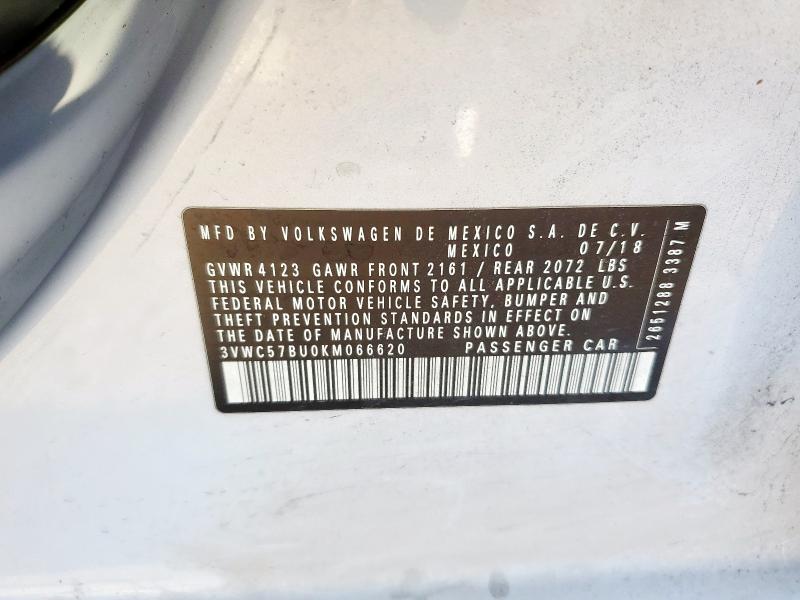 MFD BY VOLKSWAGEN DE MEXICO S.A. DE C.V.
MEXICO 07/18
GVWR 4123 GAWR FRONT 2161 / REAR 2072 LBS
THIS VEHICLE CONFORMS TO ALL APPLICABLE U.S.
FEDERAL MOTOR VEHICLE SAFETY, BUMPER AND
THEFT PREVENTION STANDARDS IN EFFECT ON
THE DATE OF MANUFACTURE SHOWN ABOVE.
3VWC57BU0KM066620 PASSENGER CAR
2661288 3387 M